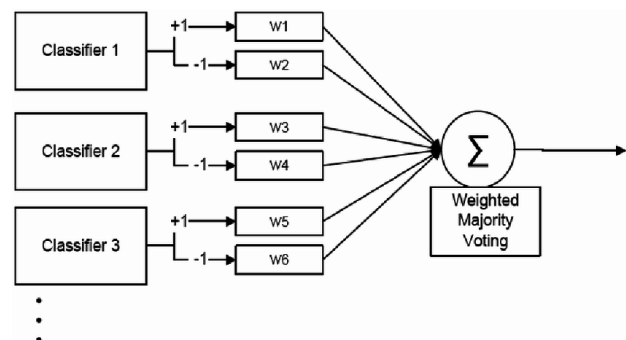 Classifier 1
+1
W1
-1
W2
Classifier 2
+1
W3
-1
W4
Classifier 3
+1
W5
-1
W6
Σ
Weighted
Majority
Voting